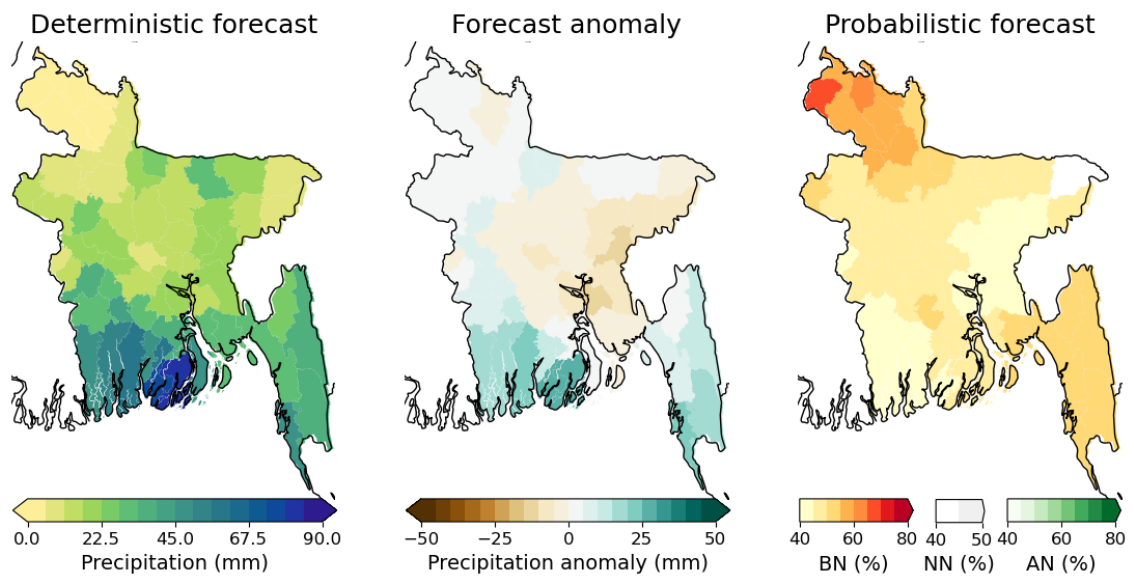 Deterministic forecast
Forecast anomaly
Probabilistic forecast
0.0 22.5 45.0 67.5 90.0
Precipitation (mm)
−50 −25 0 25 50
Precipitation anomaly (mm)
40 60 80
BN (%)
40 50
NN (%)
40 60 80
AN (%)